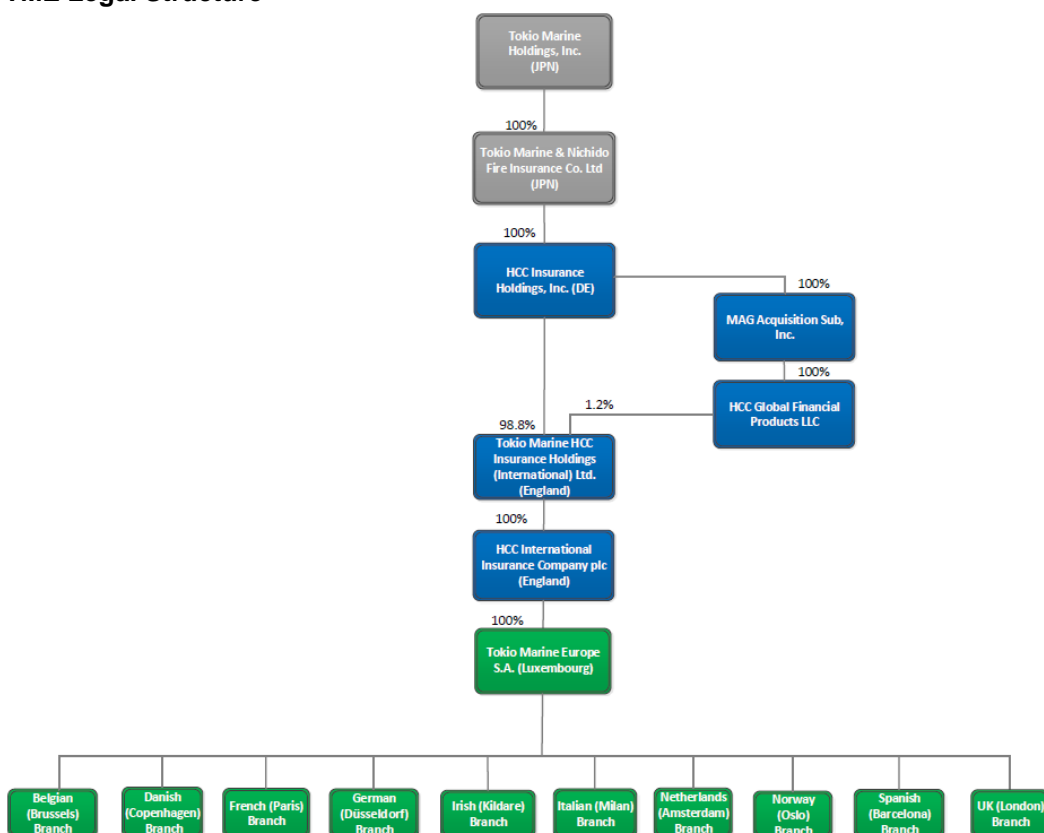 TME Legal Structure
Tokio Marine
Holdings, Inc.
(JPN)
100%
Tokio Marine & Nichido
Fire Insurance Co. Ltd
(JPN)
100%
HCC Insurance
Holdings, Inc. (DE)
100%
MAG Acquisition Sub,
Inc.
100%
HCC Global Financial
Products LLC
1.2%
98.8%
Tokio Marine HCC
Insurance Holdings
(International) Ltd.
(England)
100%
HCC International
Insurance Company plc
(England)
100%
Tokio Marine Europe
S.A. (Luxembourg)
Belgian
(Brussels)
Branch
Danish
(Copenhagen)
Branch
French (Paris)
Branch
German
(Düsseldorf)
Branch
Irish (Kildare)
Branch
Italian (Milan)
Branch
Netherlands
(Amsterdam)
Branch
Norway
(Oslo)
Branch
Spanish
(Barcelona)
Branch
UK (London)
Branch